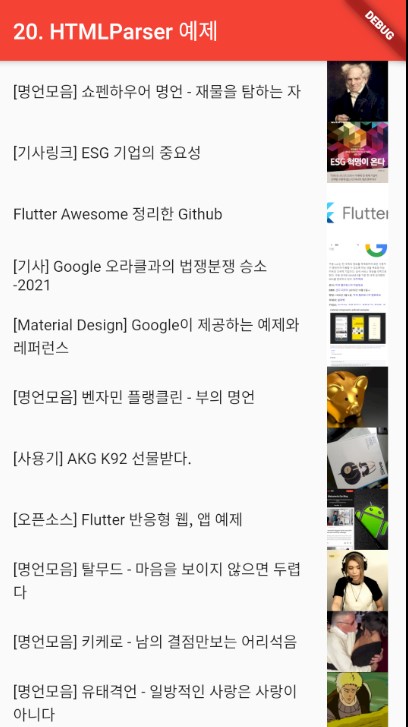 20. HTMLParser 예제
DEBUG
[명언모음] 쇼펜하우어 명언 - 재물을 탐하는 자
[기사링크] ESG 기업의 중요성
ESG 혁명이 온다
Flutter Awesome 정리한 Github
Flutter
[기사] Google 오라클과의 법쟁분쟁 승소
-2021
[Material Design] Google이 제공하는 예제와
레퍼런스
[명언모음] 벤자민 플랭클린 - 부의 명언
[사용기] AKG K92 선물받다.
[오픈소스] Flutter 반응형 웹, 앱 예제
[명언모음] 탈무드 - 마음을 보이지 않으면 두렵
다
[명언모음] 키케로 - 남의 결점만보는 어리석음
[명언모음] 유태격언 - 일방적인 사랑은 사랑이
아니다